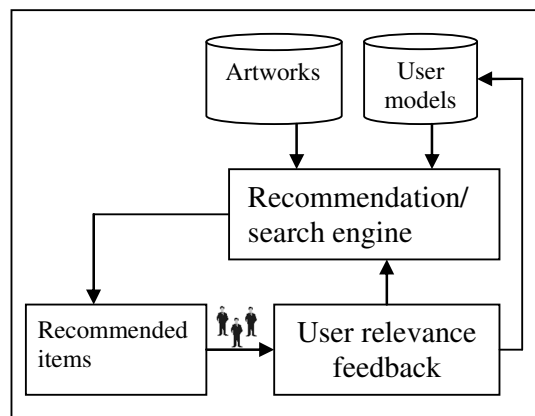 Artworks
User
models
Recommendation/
search engine
Recommended
items
User relevance
feedback